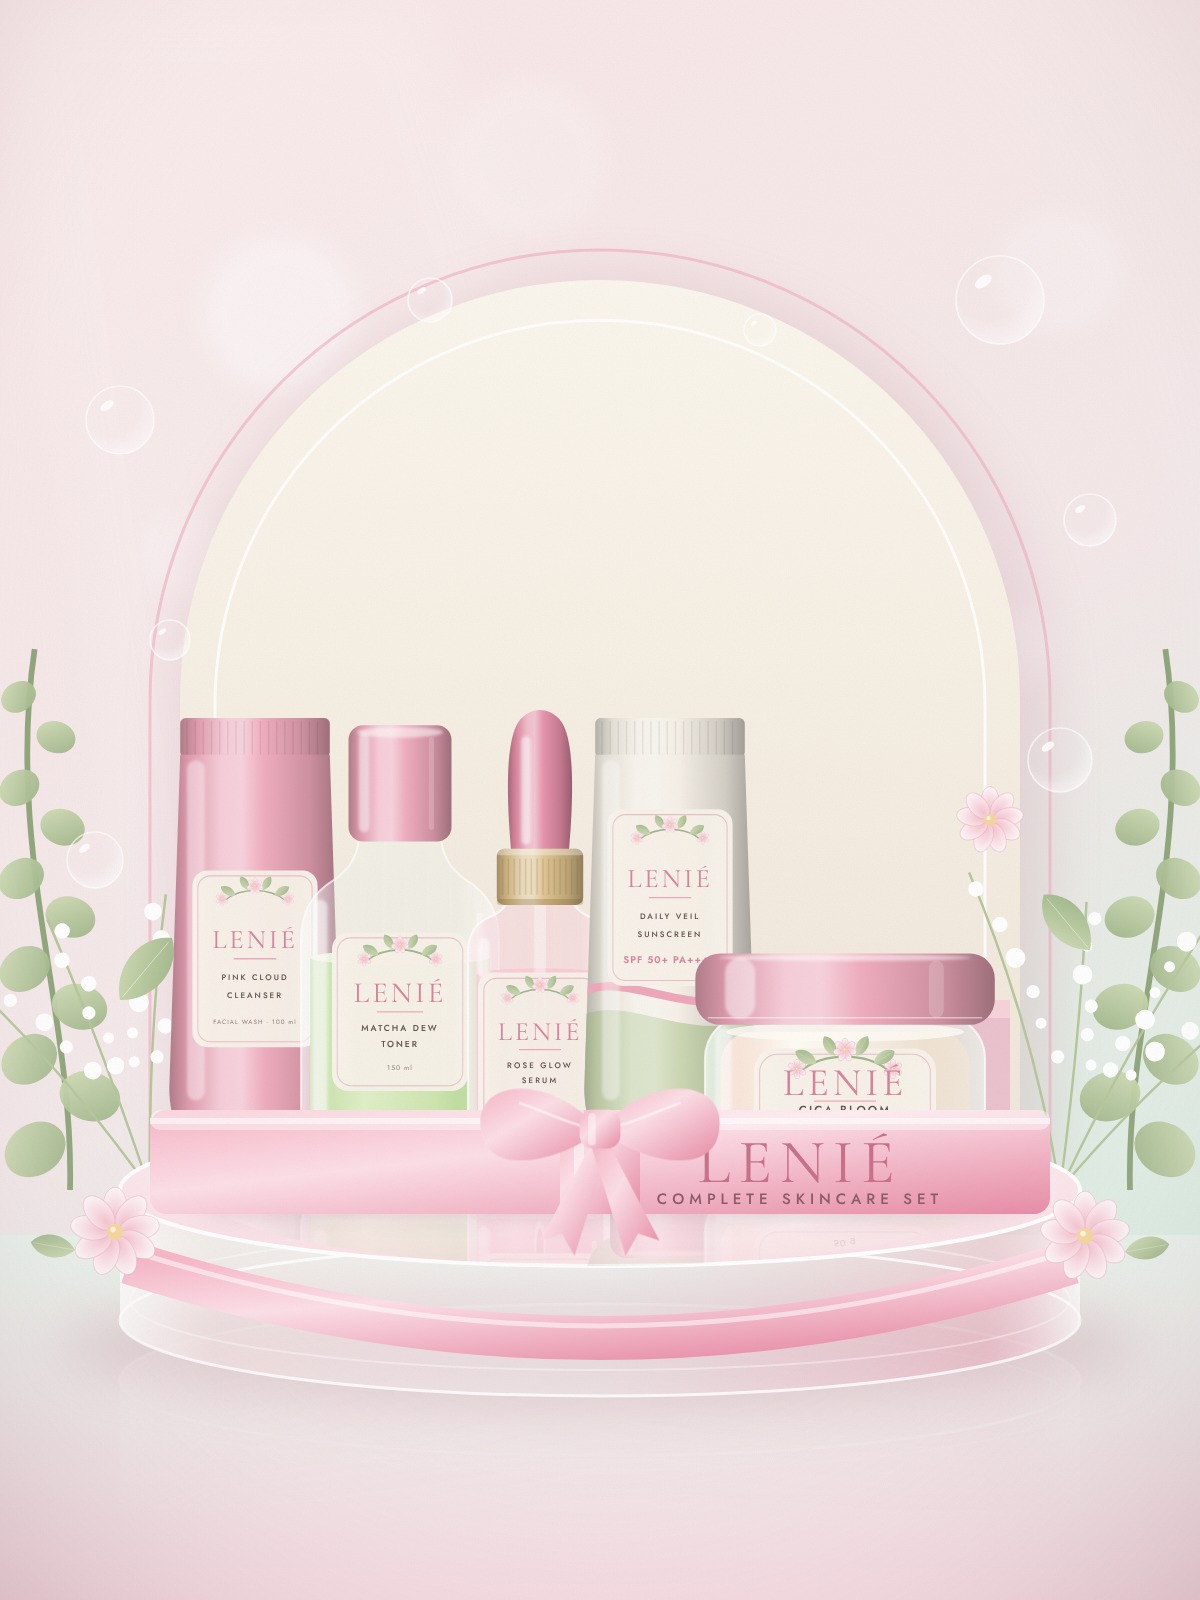 LENIÉ
PINK CLOUD
CLEANSER
FACIAL WASH · 100 ml
LENIÉ
MATCHA DEW
TONER
150 ml
LENIÉ
ROSE GLOW
SERUM
LENIÉ
DAILY VEIL
SUNSCREEN
SPF 50+ PA++
LENIÉ
CICA BLOOM
LENIÉ
COMPLETE SKINCARE SET